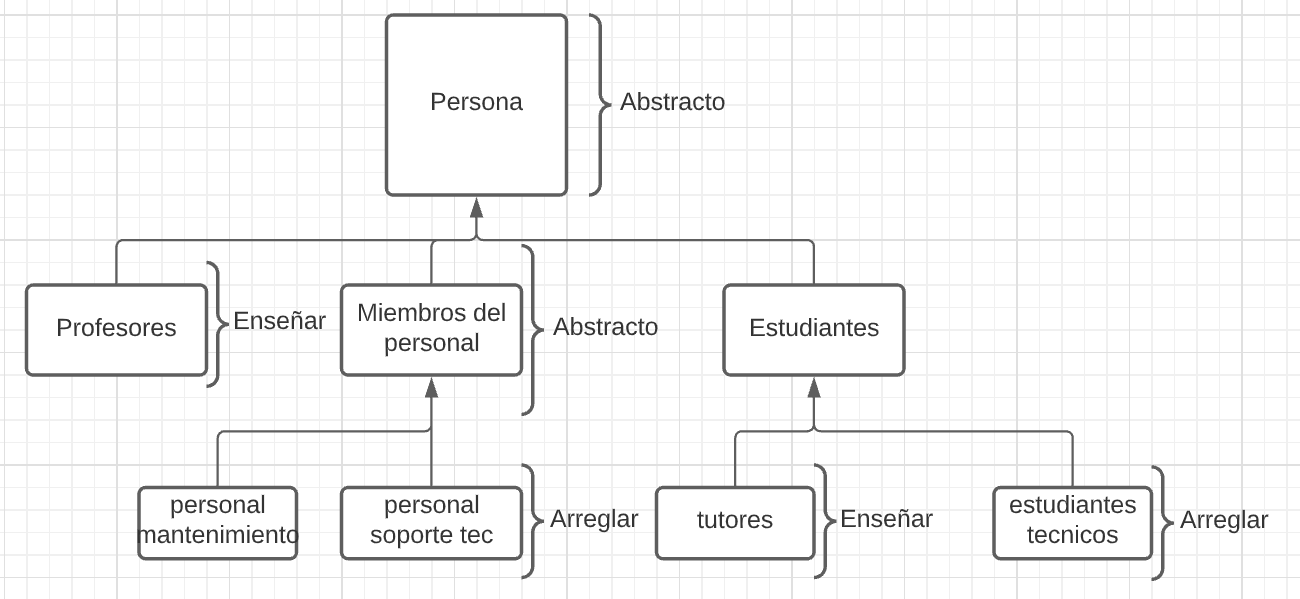 Persona
Abstracto
Profesores
Enseñar
Miembros del
personal
Abstracto
Estudiantes
personal
mantenimiento
personal
soporte tec
Arreglar
tutores
Enseñar
estudiantes
tecnicos
Arreglar